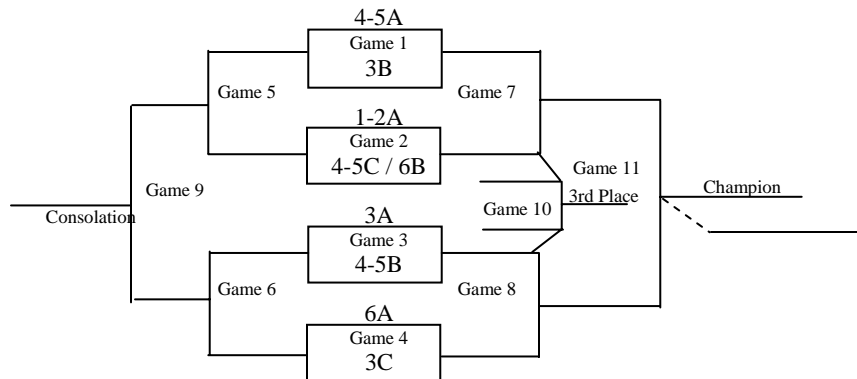 4-5A
Game 1
3B
Game 5
Game 7
1-2A
Game 2
4-5C / 6B
Game 9
Game 11
3rd Place
Champion
Consolation
Game 10
3A
Game 3
4-5B
Game 6
Game 8
6A
Game 4
3C